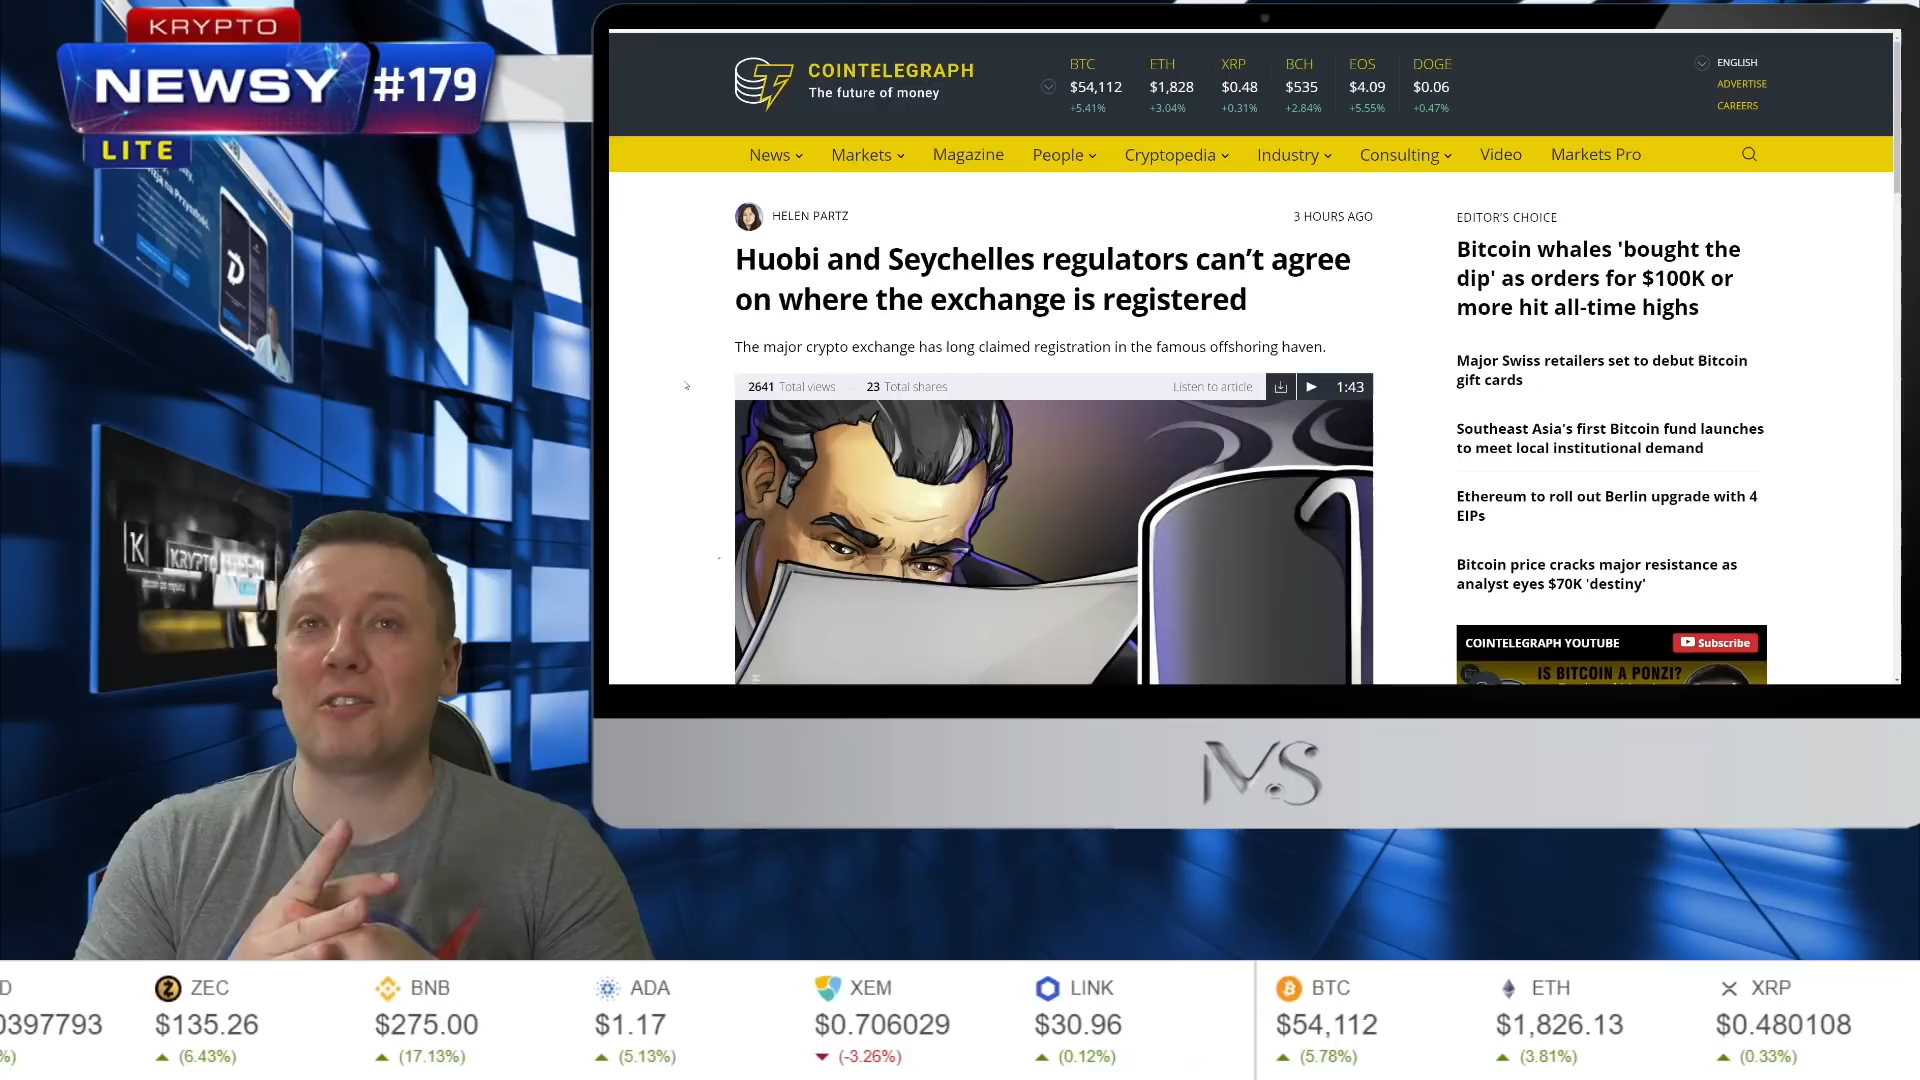 KRYPTO
NEWSY #179
LITE
COINTELEGRAPH
The future of money
BTC ETH XRP BCH EOS DOGE
$54,112 $1,828 $0.48 $535 $4.09 $0.06
+5.41% +3.04% +0.31% +2.84% +5.55% +0.47%
ENGLISH
ADVERTISE
CAREERS
News Markets Magazine People Cryptopedia Industry Consulting Video Markets Pro
HELEN PARTZ
3 HOURS AGO
Huobi and Seychelles regulators can’t agree
on where the exchange is registered
The major crypto exchange has long claimed registration in the famous offshoring haven.
2641 Total views 23 Total shares Listen to article 1:43
EDITOR’S CHOICE
Bitcoin whales 'bought the
dip' as orders for $100K or
more hit all-time highs
Major Swiss retailers set to debut Bitcoin
gift cards
Southeast Asia's first Bitcoin fund launches
to meet local institutional demand
Ethereum to roll out Berlin upgrade with 4
EIPs
Bitcoin price cracks major resistance as
analyst eyes $70K 'destiny'
COINTELEGRAPH YOUTUBE Subscribe
IS BITCOIN A PONZI?
K KRYPTO
MS
D ZEC BNB ADA XEM LINK BTC ETH XRP
0397793 $135.26 $275.00 $1.17 $0.706029 $30.96 $54,112 $1,826.13 $0.480108
%) (6.43%) (17.13%) (5.13%) (-3.26%) (0.12%) (5.78%) (3.81%) (0.33%)